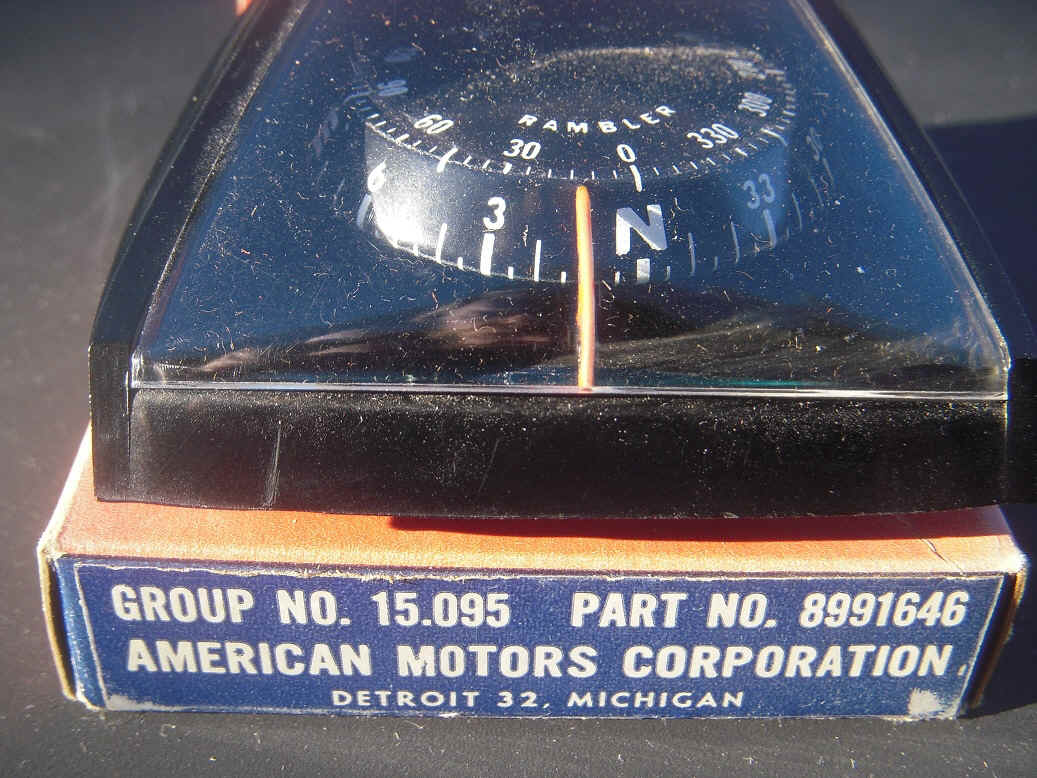 RAMBLER
60 30 0 330 300
6 3 N 33
GROUP NO. 15.095 PART NO. 8991646
AMERICAN MOTORS CORPORATION
DETROIT 32, MICHIGAN